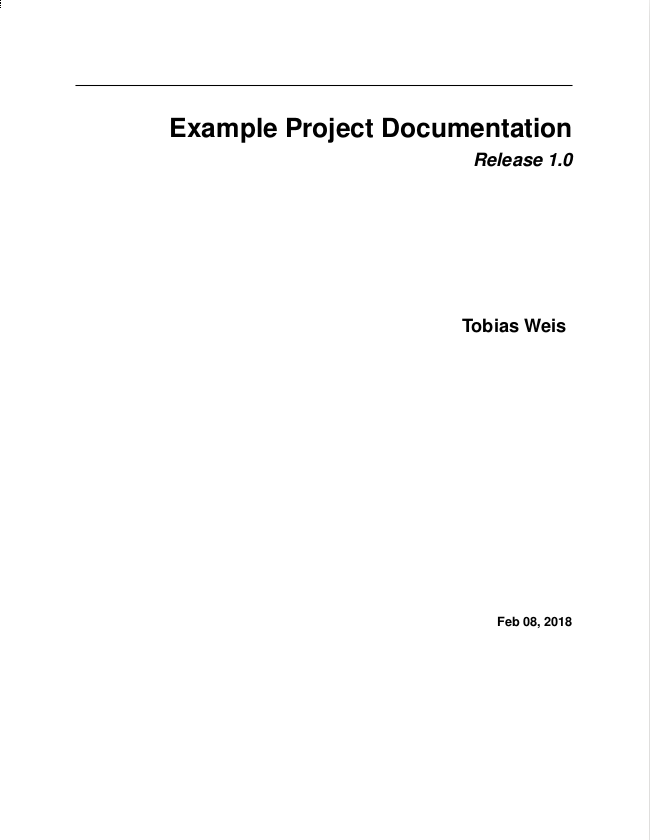 Example Project Documentation
Release 1.0
Tobias Weis
Feb 08, 2018